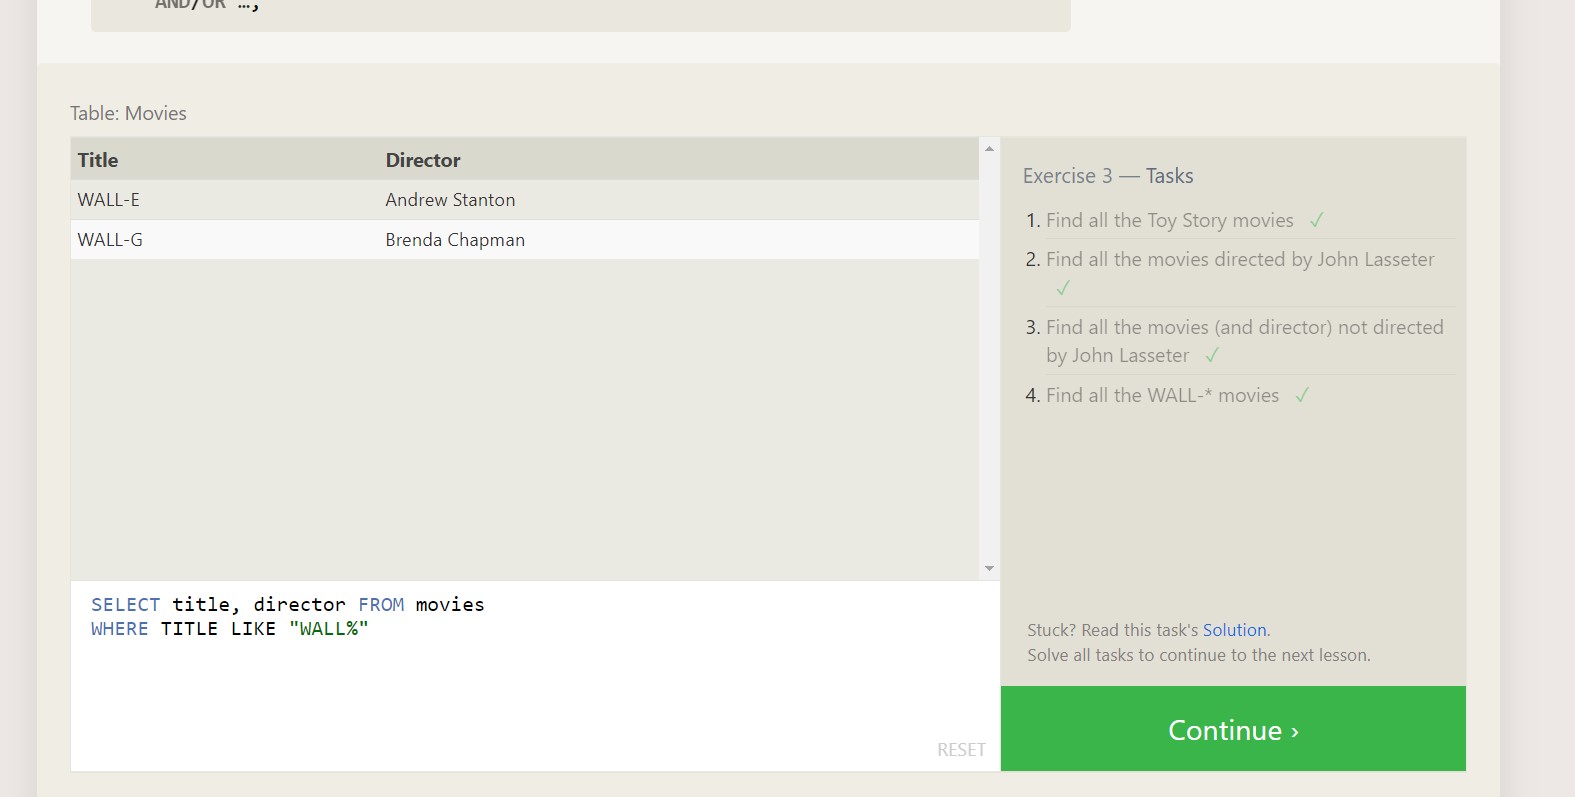 AND/OR …;
Table: Movies
Title Director
WALL-E Andrew Stanton
WALL-G Brenda Chapman
SELECT title, director FROM movies
WHERE TITLE LIKE "WALL%"
RESET
Exercise 3 — Tasks
1. Find all the Toy Story movies ✓
2. Find all the movies directed by John Lasseter
✓
3. Find all the movies (and director) not directed
by John Lasseter ✓
4. Find all the WALL-* movies ✓
Stuck? Read this task's Solution.
Solve all tasks to continue to the next lesson.
Continue ›